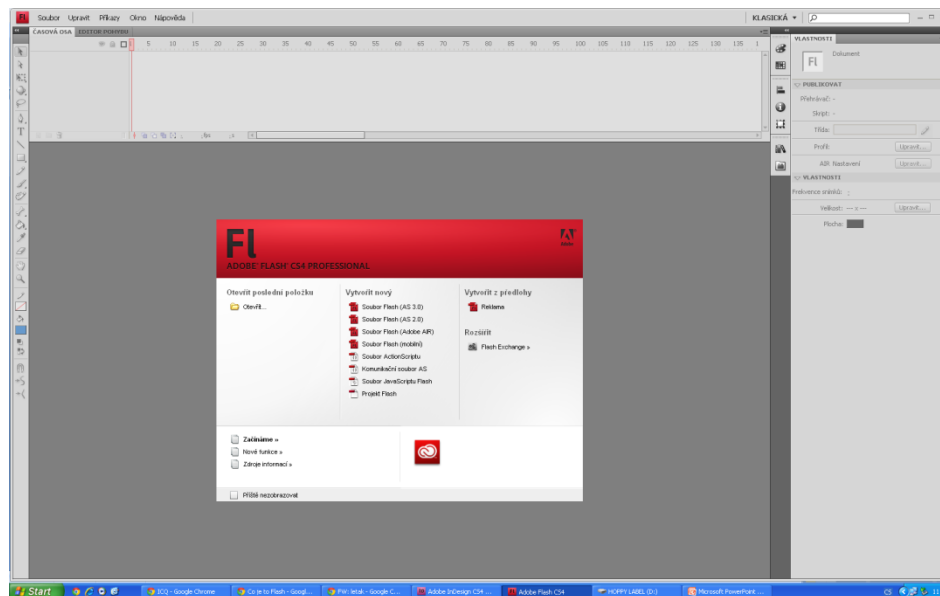 Fl Soubor Upravit Příkazy Okno Nápověda KLASICKÁ
ČASOVÁ OSA EDITOR POHYBU
5 10 15 20 25 30 35 40 45 50 55 60 65 70 75 80 85 90 95 100 105 110 115 120 125 130 135 1
VLASTNOSTI
Fl Dokument
PUBLIKOVAT
Přehrávač: -
Skript: -
Třída:
Profil: Upravit...
AIR Nastavení Upravit...
VLASTNOSTI
Frekvence snímků: -
Velikost: --- x --- Upravit...
Plocha:
Fl
ADOBE FLASH CS4 PROFESSIONAL
Adobe
Otevřít poslední položku
Otevřít...
Vytvořit nový
Soubor Flash (AS 3.0)
Soubor Flash (AS 2.0)
Soubor Flash (Adobe AIR)
Soubor Flash (mobilní)
Soubor ActionScriptu
Komunikační soubor AS
Soubor JavaScriptu Flash
Projekt Flash
Vytvořit z předlohy
Reklama
Rozšířit
Flash Exchange »
Začínáme »
Nové funkce »
Zdroje informací »
Příště nezobrazovat
Start ICQ - Google Chrome Co je to Flash - Googl... FW: letak - Google C... Adobe InDesign CS4 ... Adobe Flash CS4 HOPPY LABEL (D:) Microsoft PowerPoint ... CS 11